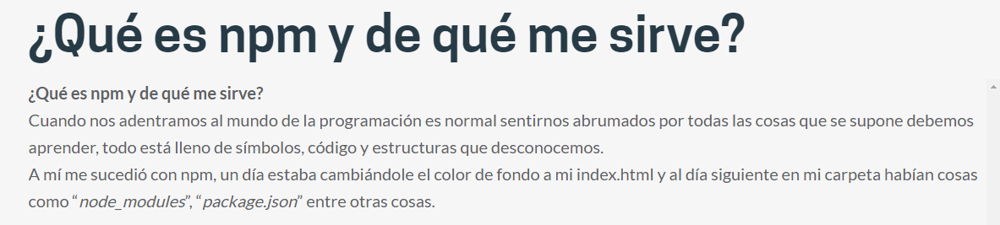 ¿Qué es npm y de qué me sirve?
¿Qué es npm y de qué me sirve?
Cuando nos adentramos al mundo de la programación es normal sentirnos abrumados por todas las cosas que se supone debemos
aprender, todo está lleno de símbolos, código y estructuras que desconocemos.
A mí me sucedió con npm, un día estaba cambiándole el color de fondo a mi index.html y al día siguiente en mi carpeta habían cosas
como “node_modules”, “package.json” entre otras cosas.